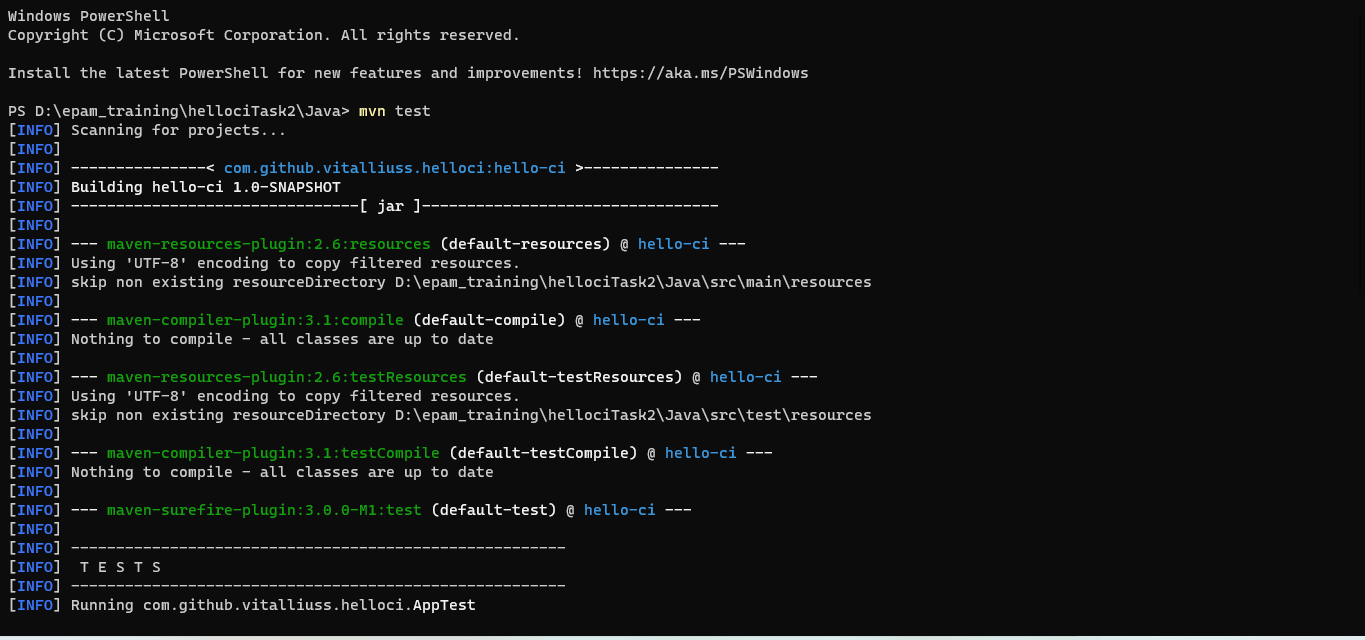 Windows PowerShell
Copyright (C) Microsoft Corporation. All rights reserved.
Install the latest PowerShell for new features and improvements! https://aka.ms/PSWindows
PS D:\epam_training\hellociTask2\Java> mvn test
[INFO] Scanning for projects...
[INFO]
[INFO] ---------------< com.github.vitalliuss.helloci:hello-ci >---------------
[INFO] Building hello-ci 1.0-SNAPSHOT
[INFO] --------------------------------[ jar ]---------------------------------
[INFO]
[INFO] --- maven-resources-plugin:2.6:resources (default-resources) @ hello-ci ---
[INFO] Using 'UTF-8' encoding to copy filtered resources.
[INFO] skip non existing resourceDirectory D:\epam_training\hellociTask2\Java\src\main\resources
[INFO]
[INFO] --- maven-compiler-plugin:3.1:compile (default-compile) @ hello-ci ---
[INFO] Nothing to compile - all classes are up to date
[INFO]
[INFO] --- maven-resources-plugin:2.6:testResources (default-testResources) @ hello-ci ---
[INFO] Using 'UTF-8' encoding to copy filtered resources.
[INFO] skip non existing resourceDirectory D:\epam_training\hellociTask2\Java\src\test\resources
[INFO]
[INFO] --- maven-compiler-plugin:3.1:testCompile (default-testCompile) @ hello-ci ---
[INFO] Nothing to compile - all classes are up to date
[INFO]
[INFO] --- maven-surefire-plugin:3.0.0-M1:test (default-test) @ hello-ci ---
[INFO]
[INFO] -------------------------------------------------------
[INFO]  T E S T S
[INFO] -------------------------------------------------------
[INFO] Running com.github.vitalliuss.helloci.AppTest